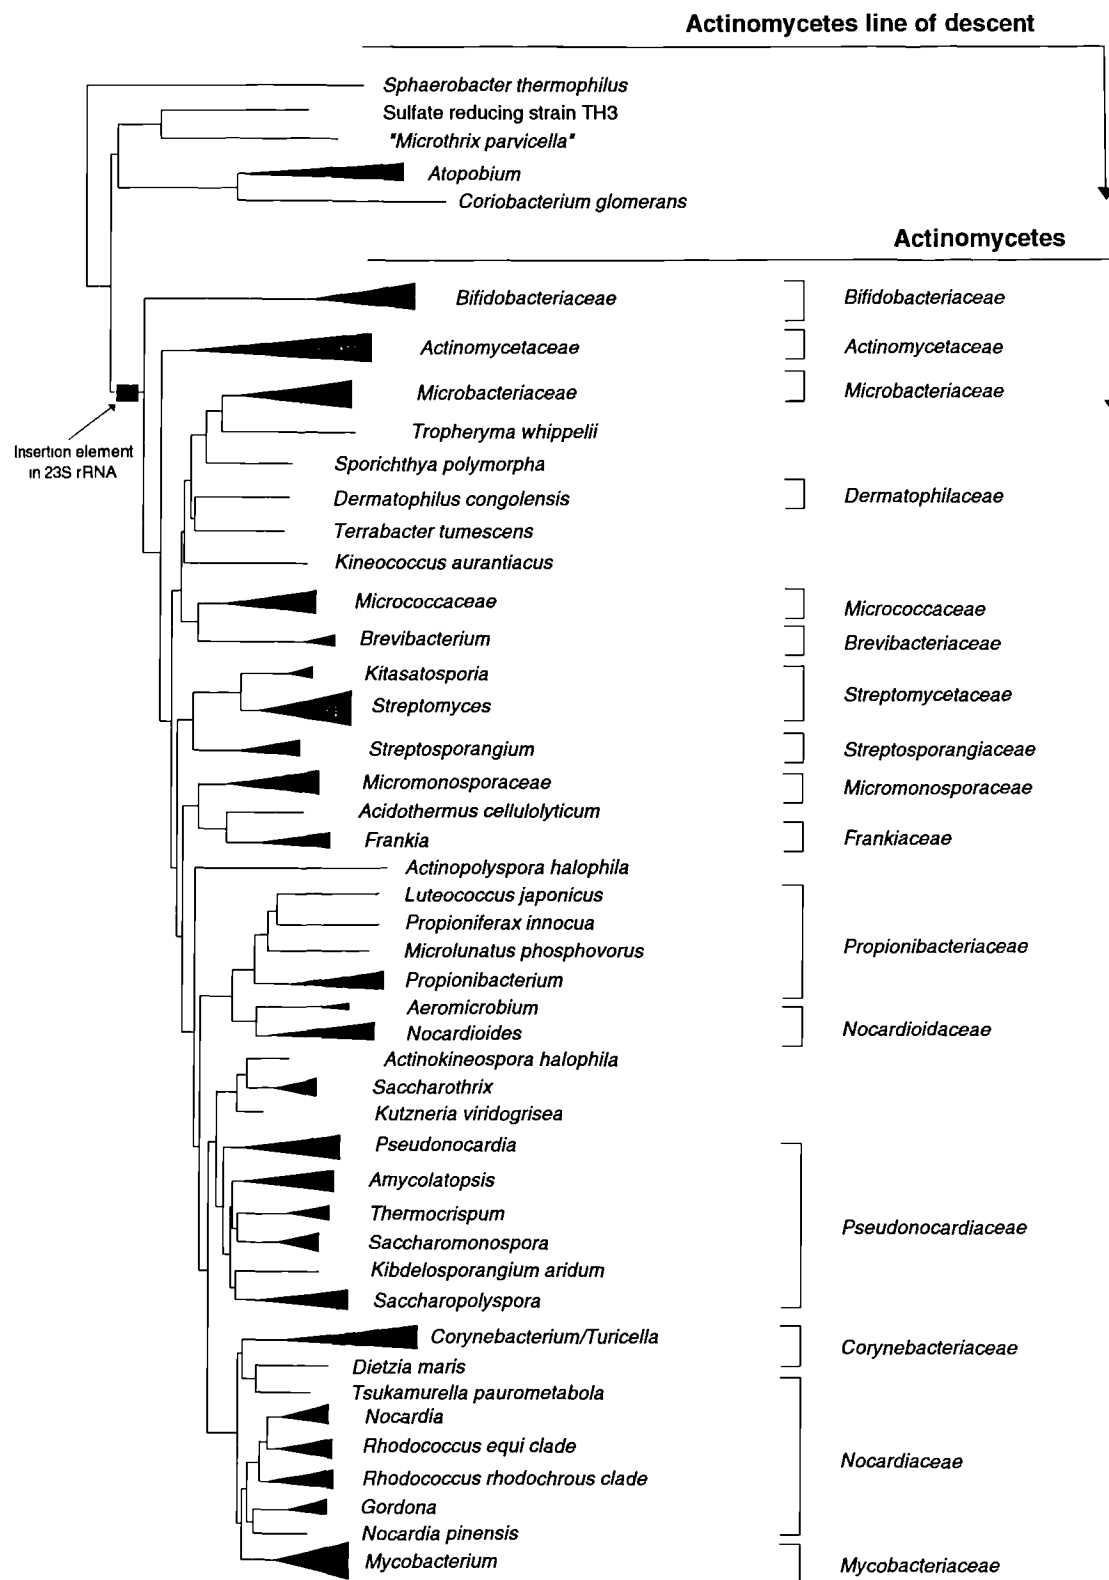 Actinomycetes line of descent
Sphaerobacter thermophilus
Sulfate reducing strain TH3
"Microthrix parvicella"
Atopobium
Coriobacterium glomerans
Actinomycetes
Bifidobacteriaceae Bifidobacteriaceae
Actinomycetaceae Actinomycetaceae
Microbacteriaceae Microbacteriaceae
Tropheryma whippelii
Insertion element
in 23S rRNA
Sporichthya polymorpha
Dermatophilus congolensis Dermatophilaceae
Terrabacter tumescens
Kineococcus aurantiacus
Micrococcaceae Micrococcaceae
Brevibacterium Brevibacteriaceae
Kitasatosporia
Streptomyces Streptomycetaceae
Streptosporangium Streptosporangiaceae
Micromonosporaceae Micromonosporaceae
Acidothermus cellulolyticum
Frankia Frankiaceae
Actinopolyspora halophila
Luteococcus japonicus
Propioniferax innocua
Microlunatus phosphovorus Propionibacteriaceae
Propionibacterium
Aeromicrobium
Nocardioides Nocardioidaceae
Actinokineospora halophila
Saccharothrix
Kutzneria viridogrisea
Pseudonocardia
Amycolatopsis
Thermocrispum Pseudonocardiaceae
Saccharomonospora
Kibdelosporangium aridum
Saccharopolyspora
Corynebacterium/Turicella Corynebacteriaceae
Dietzia maris
Tsukamurella paurometabola
Nocardia
Rhodococcus equi clade Nocardiaceae
Rhodococcus rhodochrous clade
Gordona
Nocardia pinensis
Mycobacterium Mycobacteriaceae